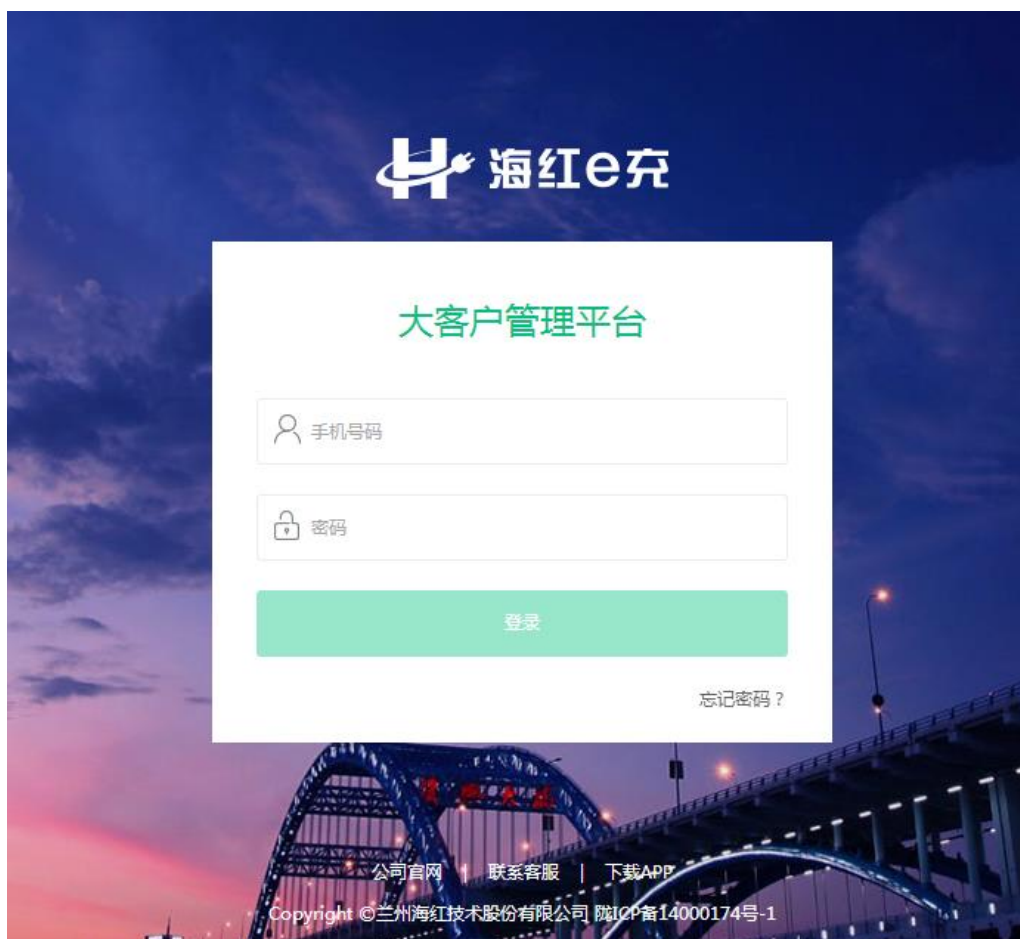 海红e充
大客户管理平台
手机号码
密码
登录
忘记密码？
公司官网 | 联系客服 | 下载APP
Copyright ©兰州海红技术股份有限公司 陇ICP备14000174号-1